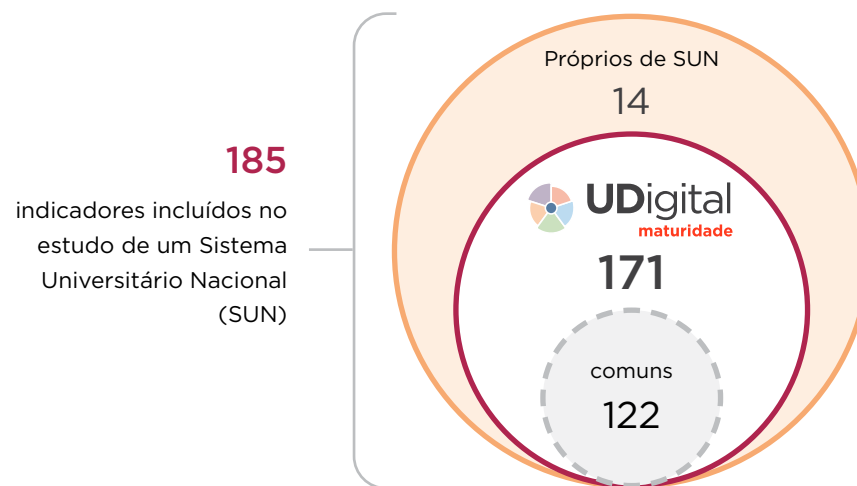 185
indicadores incluídos no
estudo de um Sistema
Universitário Nacional
(SUN)
Próprios de SUN
14
UDigital
maturidade
171
comuns
122